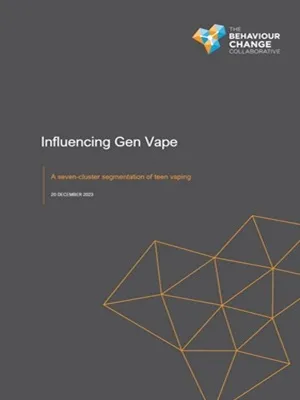 THE
BEHAVIOUR
CHANGE
COLLABORATIVE
Influencing Gen Vape
A seven-cluster segmentation of teen vaping
20 DECEMBER 2023